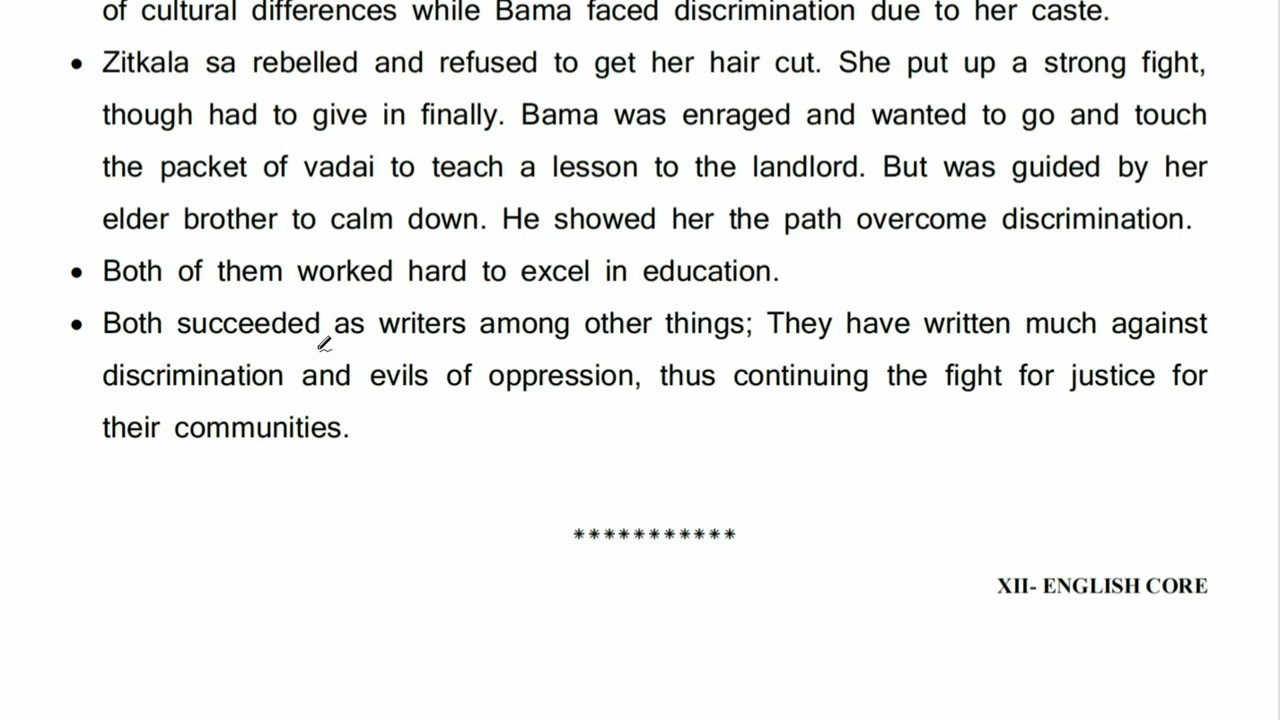 of cultural differences while Bama faced discrimination due to her caste.
• Zitkala sa rebelled and refused to get her hair cut. She put up a strong fight,
though had to give in finally. Bama was enraged and wanted to go and touch
the packet of vadai to teach a lesson to the landlord. But was guided by her
elder brother to calm down. He showed her the path overcome discrimination.
• Both of them worked hard to excel in education.
• Both succeeded as writers among other things; They have written much against
discrimination and evils of oppression, thus continuing the fight for justice for
their communities.
***********
XII- ENGLISH CORE